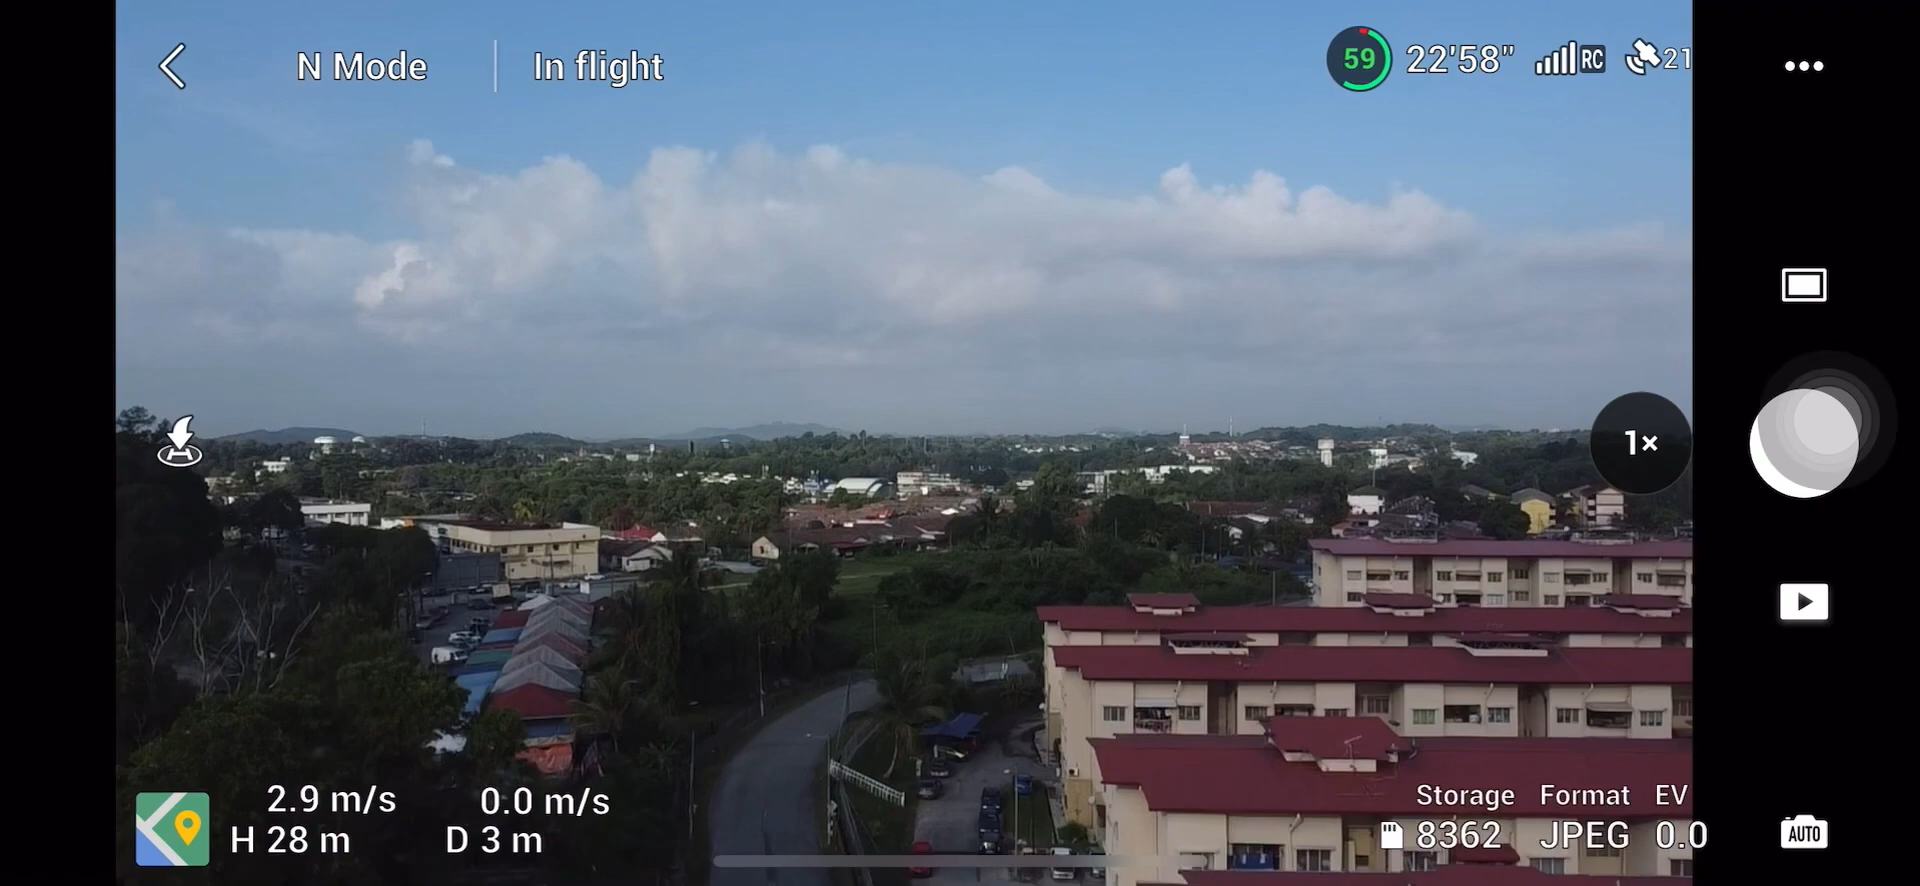 N Mode
In flight
59
22'58"
RC
21
1×
2.9 m/s
0.0 m/s
H 28 m
D 3 m
Storage
Format
EV
8362
JPEG
0.0
AUTO